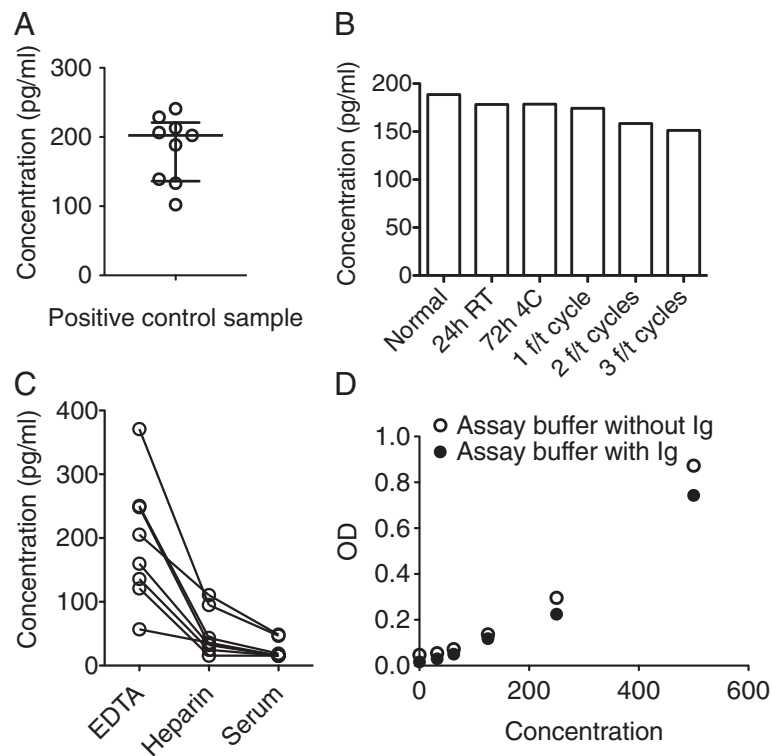 A
Concentration (pg/ml)
300
200
100
0
Positive control sample
B
Concentration (pg/ml)
200
150
100
50
0
Normal
24h RT
72h 4C
1 f/t cycle
2 f/t cycles
3 f/t cycles
C
Concentration (pg/ml)
400
300
200
100
0
EDTA
Heparin
Serum
D
Assay buffer without Ig
Assay buffer with Ig
OD
1.0
0.8
0.6
0.4
0.2
0.0
0
200
400
600
Concentration